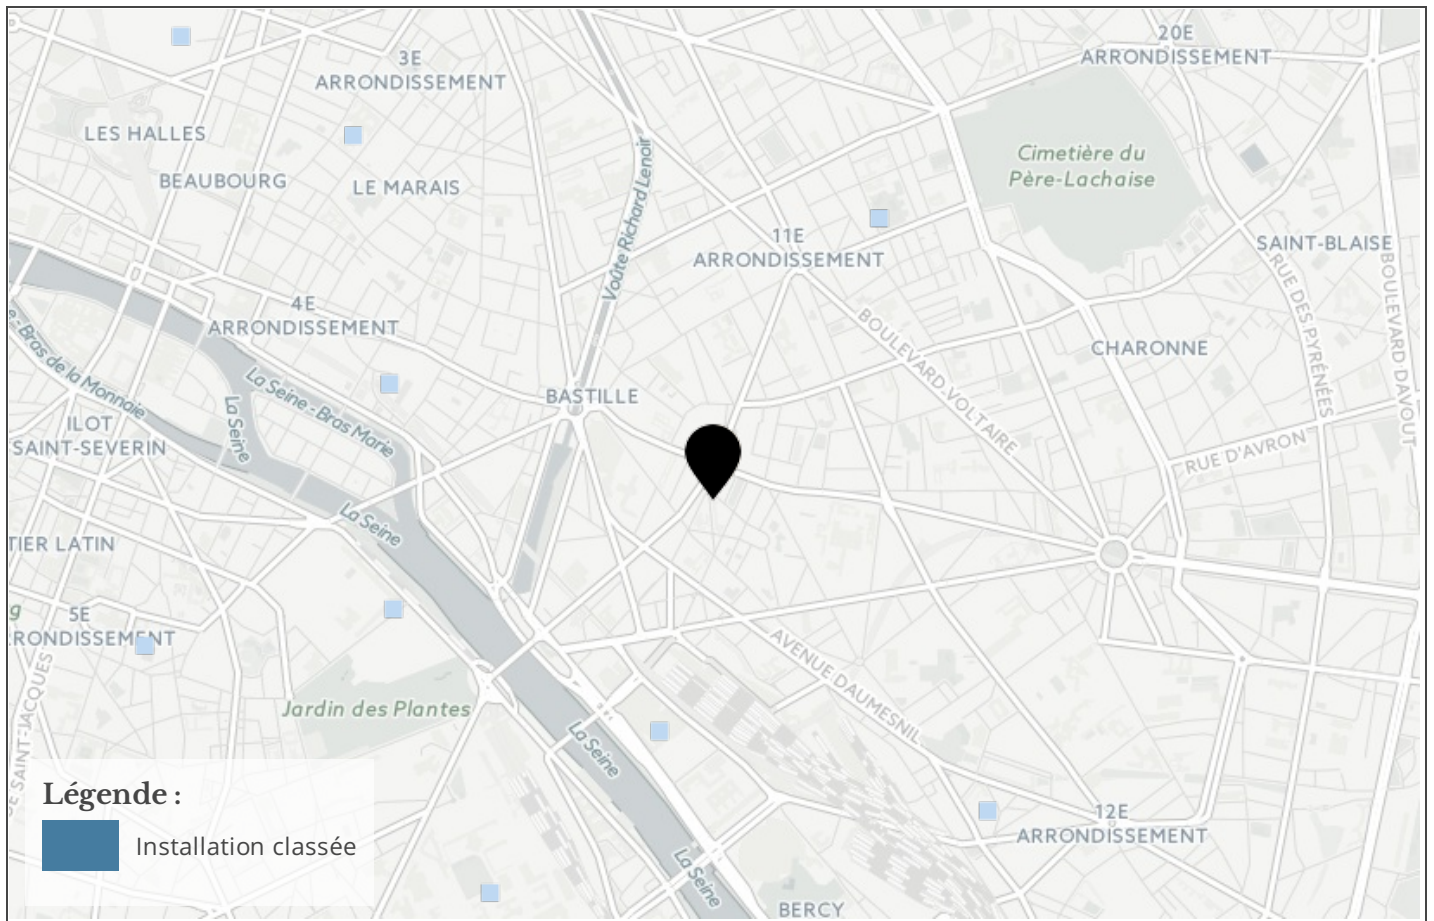 20E
ARRONDISSEMENT
3E
ARRONDISSEMENT
LES HALLES
Cimetière du
Père-Lachaise
BEAUBOURG
LE MARAIS
Voûte Richard Lenoir
11E
ARRONDISSEMENT
SAINT-BLAISE
RUE DES PYRÉNÉES
BOULEVARD DAVOUT
4E
ARRONDISSEMENT
BOULEVARD VOLTAIRE
CHARONNE
e - Bras de la Monnaie
La Seine - Bras Marie
La Seine
BASTILLE
ILOT
SAINT-SEVERIN
RUE D'AVRON
La Seine
TIER LATIN
g
5E
RRONDISSEMENT
E SAINT-JACQUES
AVENUE DAUMESNIL
Jardin des Plantes
La Seine
Légende :
Installation classée
12E
ARRONDISSEMENT
La Seine
BERCY